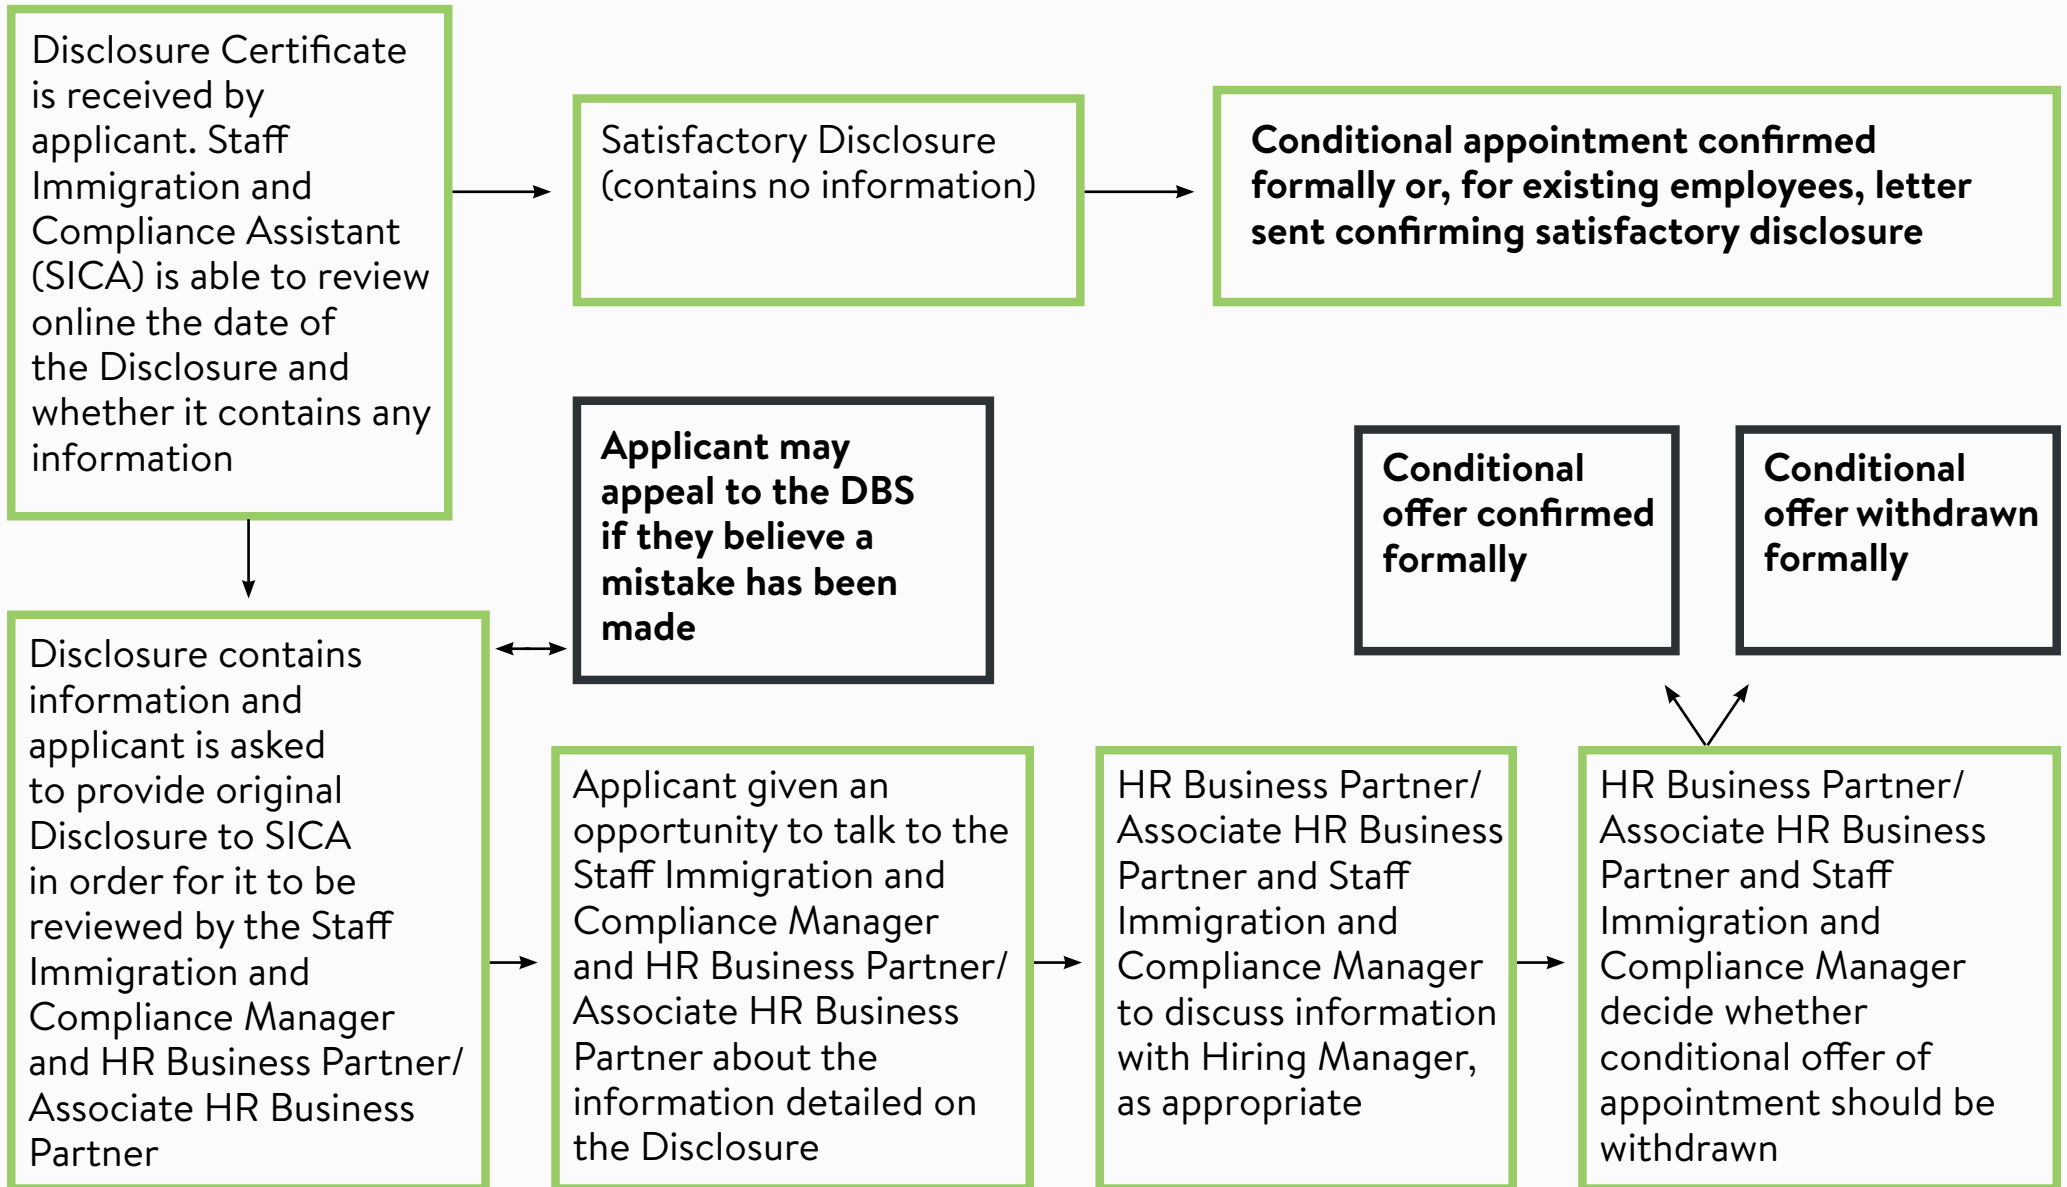 Disclosure Certificate
is received by
applicant. Staff
Immigration and
Compliance Assistant
(SICA) is able to review
online the date of
the Disclosure and
whether it contains any
information
Satisfactory Disclosure
(contains no information)
Conditional appointment confirmed
formally or, for existing employees, letter
sent confirming satisfactory disclosure
Applicant may
appeal to the DBS
if they believe a
mistake has been
made
Conditional
offer confirmed
formally
Conditional
offer withdrawn
formally
Disclosure contains
information and
applicant is asked
to provide original
Disclosure to SICA
in order for it to be
reviewed by the Staff
Immigration and
Compliance Manager
and HR Business Partner/
Associate HR Business
Partner
Applicant given an
opportunity to talk to the
Staff Immigration and
Compliance Manager
and HR Business Partner/
Associate HR Business
Partner about the
information detailed on
the Disclosure
HR Business Partner/
Associate HR Business
Partner and Staff
Immigration and
Compliance Manager
to discuss information
with Hiring Manager,
as appropriate
HR Business Partner/
Associate HR Business
Partner and Staff
Immigration and
Compliance Manager
decide whether
conditional offer of
appointment should be
withdrawn